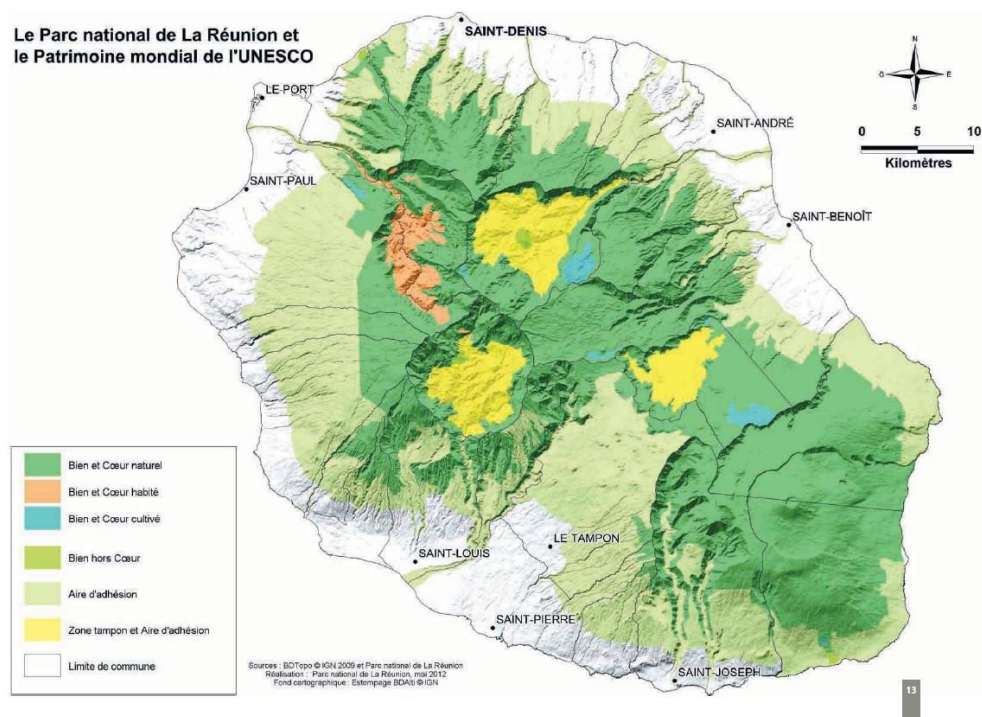 Le Parc national de La Réunion et
le Patrimoine mondial de l'UNESCO
SAINT-DENIS
N
O
E
S
LE PORT
SAINT-ANDRÉ
0 5 10
Kilomètres
SAINT-PAUL
SAINT-BENOÎT
Bien et Cœur naturel
Bien et Cœur habité
Bien et Cœur cultivé
Bien hors Cœur
Aire d'adhésion
Zone tampon et Aire d'adhésion
Limite de commune
LE TAMPON
SAINT-LOUIS
SAINT-PIERRE
SAINT-JOSEPH
Sources : BDTopo © IGN 2009 et Parc national de La Réunion
Réalisation : Parc national de La Réunion, mai 2012
Fond cartographique : Estompage BDAlti © IGN
13